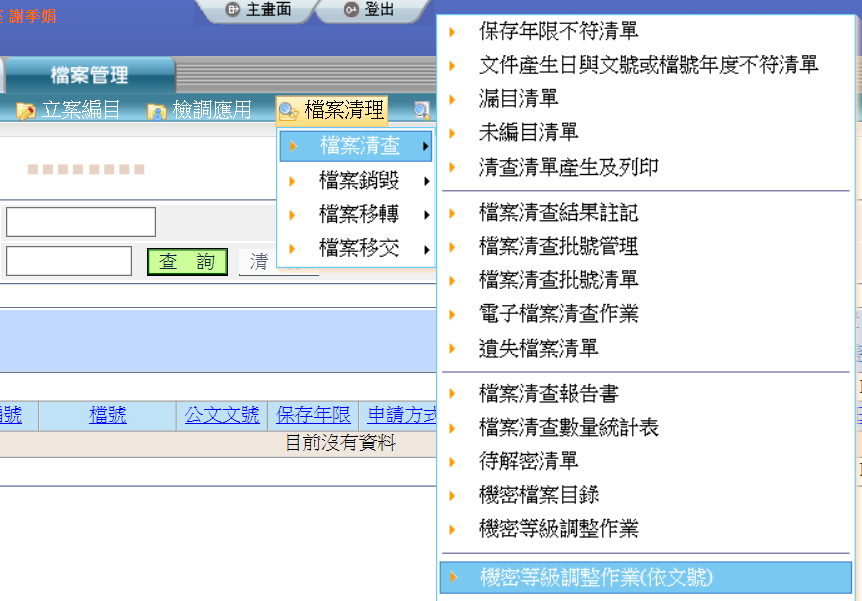 謝季娟
主畫面
登出
檔案管理
立案編目
檢調應用
檔案清理
檔案清查
檔案銷毀
檔案移轉
檔案移交
查 詢
清
保存年限不符清單
文件產生日與文號或檔號年度不符清單
漏目清單
未編目清單
清查清單產生及列印
檔案清查結果註記
檔案清查批號管理
檔案清查批號清單
電子檔案清查作業
遺失檔案清單
檔案清查報告書
檔案清查數量統計表
待解密清單
機密檔案目錄
機密等級調整作業
機密等級調整作業(依文號)
號
檔號
公文文號
保存年限
申請方式
目前沒有資料